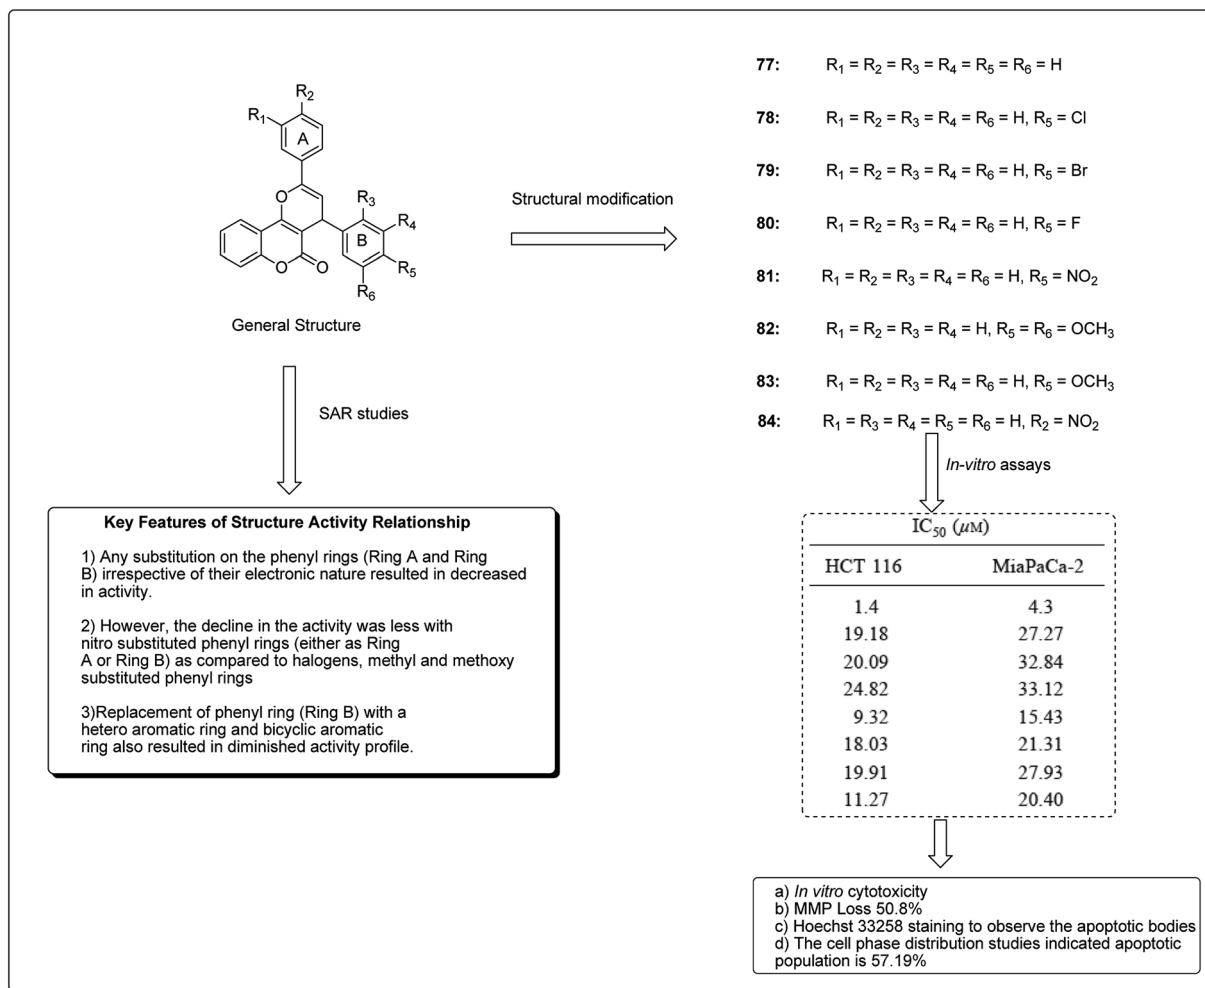 R₂
R₁
A
O
R₃
R₄
B
O
O
R₅
R₆
General Structure
Structural modification
SAR studies
77: R₁ = R₂ = R₃ = R₄ = R₅ = R₆ = H
78: R₁ = R₂ = R₃ = R₄ = R₆ = H, R₅ = Cl
79: R₁ = R₂ = R₃ = R₄ = R₆ = H, R₅ = Br
80: R₁ = R₂ = R₃ = R₄ = R₆ = H, R₅ = F
81: R₁ = R₂ = R₃ = R₄ = R₆ = H, R₅ = NO₂
82: R₁ = R₂ = R₃ = R₄ = H, R₅ = R₆ = OCH₃
83: R₁ = R₂ = R₃ = R₄ = R₆ = H, R₅ = OCH₃
84: R₁ = R₃ = R₄ = R₅ = R₆ = H, R₂ = NO₂
In-vitro assays
Key Features of Structure Activity Relationship
1) Any substitution on the phenyl rings (Ring A and Ring
B) irrespective of their electronic nature resulted in decreased
in activity.
2) However, the decline in the activity was less with
nitro substituted phenyl rings (either as Ring
A or Ring B) as compared to halogens, methyl and methoxy
substituted phenyl rings
3)Replacement of phenyl ring (Ring B) with a
hetero aromatic ring and bicyclic aromatic
ring also resulted in diminished activity profile.
IC₅₀ (μM)
HCT 116 MiaPaCa-2
1.4 4.3
19.18 27.27
20.09 32.84
24.82 33.12
9.32 15.43
18.03 21.31
19.91 27.93
11.27 20.40
a) In vitro cytotoxicity
b) MMP Loss 50.8%
c) Hoechst 33258 staining to observe the apoptotic bodies
d) The cell phase distribution studies indicated apoptotic
population is 57.19%